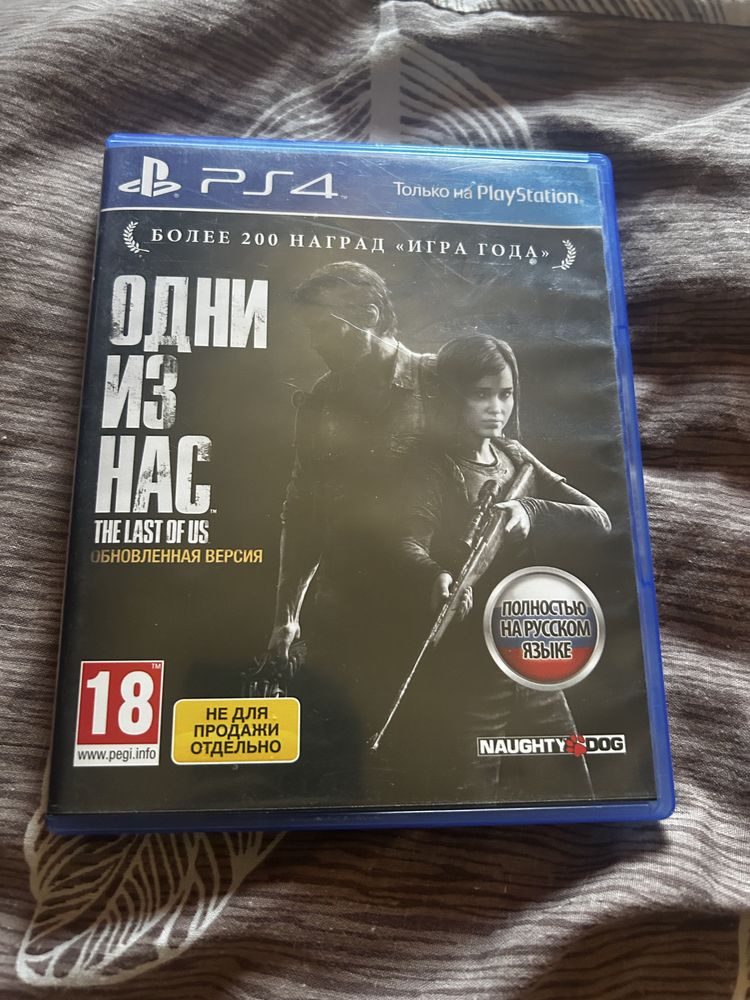 PS4
Только на PlayStation
БОЛЕЕ 200 НАГРАД «ИГРА ГОДА»
ОДНИ
ИЗ
НАС
THE LAST OF US
ОБНОВЛЕННАЯ ВЕРСИЯ
ПОЛНОСТЬЮ
НА РУССКОМ
ЯЗЫКЕ
18
www.pegi.info
НЕ ДЛЯ
ПРОДАЖИ
ОТДЕЛЬНО
NAUGHTY DOG